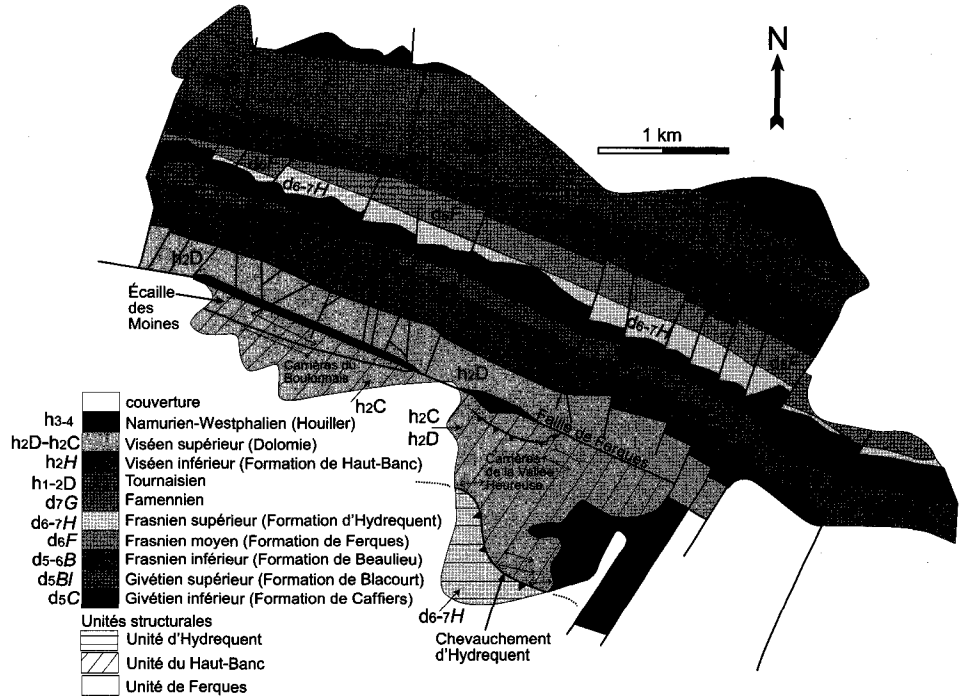 N
1 km
d6-7H
d6F
h2D
Écaille
des
Moines
d6-7H
d6F
Carrières du
Boulonnais
h2D
h2C
h2C
h2D
Faille de Ferques
Carrières
de la Vallée
Heureuse
couverture
h3-4 Namurien-Westphalien (Houiller)
h2D-h2C Viséen supérieur (Dolomie)
h2H Viséen inférieur (Formation de Haut-Banc)
h1-2D Tournaisien
d7G Famennien
d6-7H Frasnien supérieur (Formation d'Hydrequent)
d6F Frasnien moyen (Formation de Ferques)
d5-6B Frasnien inférieur (Formation de Beaulieu)
d5Bl Givétien supérieur (Formation de Blacourt)
d5C Givétien inférieur (Formation de Caffiers)
d6-7H
Chevauchement
d'Hydrequent
Unités structurales
Unité d'Hydrequent
Unité du Haut-Banc
Unité de Ferques